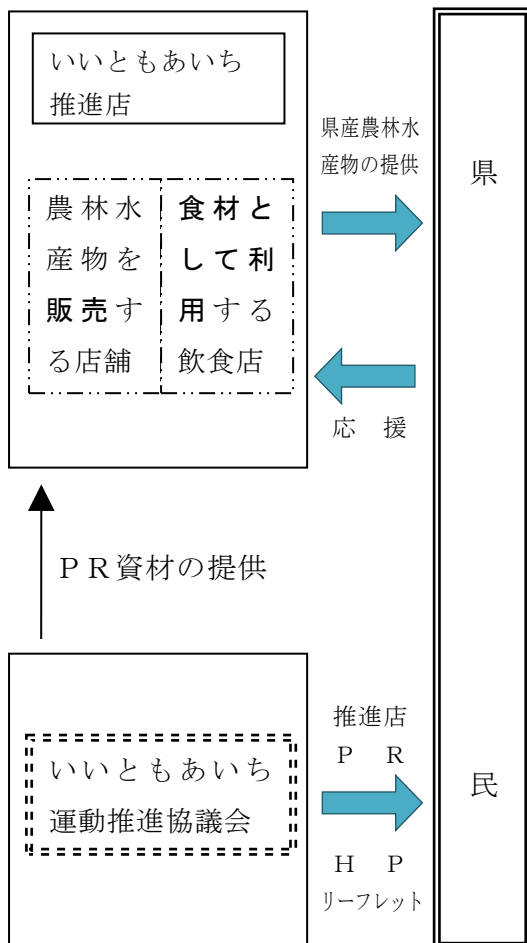 いいともあいち
推進店
農林水
産物を
販売す
る店舗
食材と
して利
用する
飲食店
県産農林水
産物の提供
応 援
ＰＲ資材の提供
いいともあいち
運動推進協議会
推進店
Ｐ Ｒ
Ｈ Ｐ
リーフレット
県
民